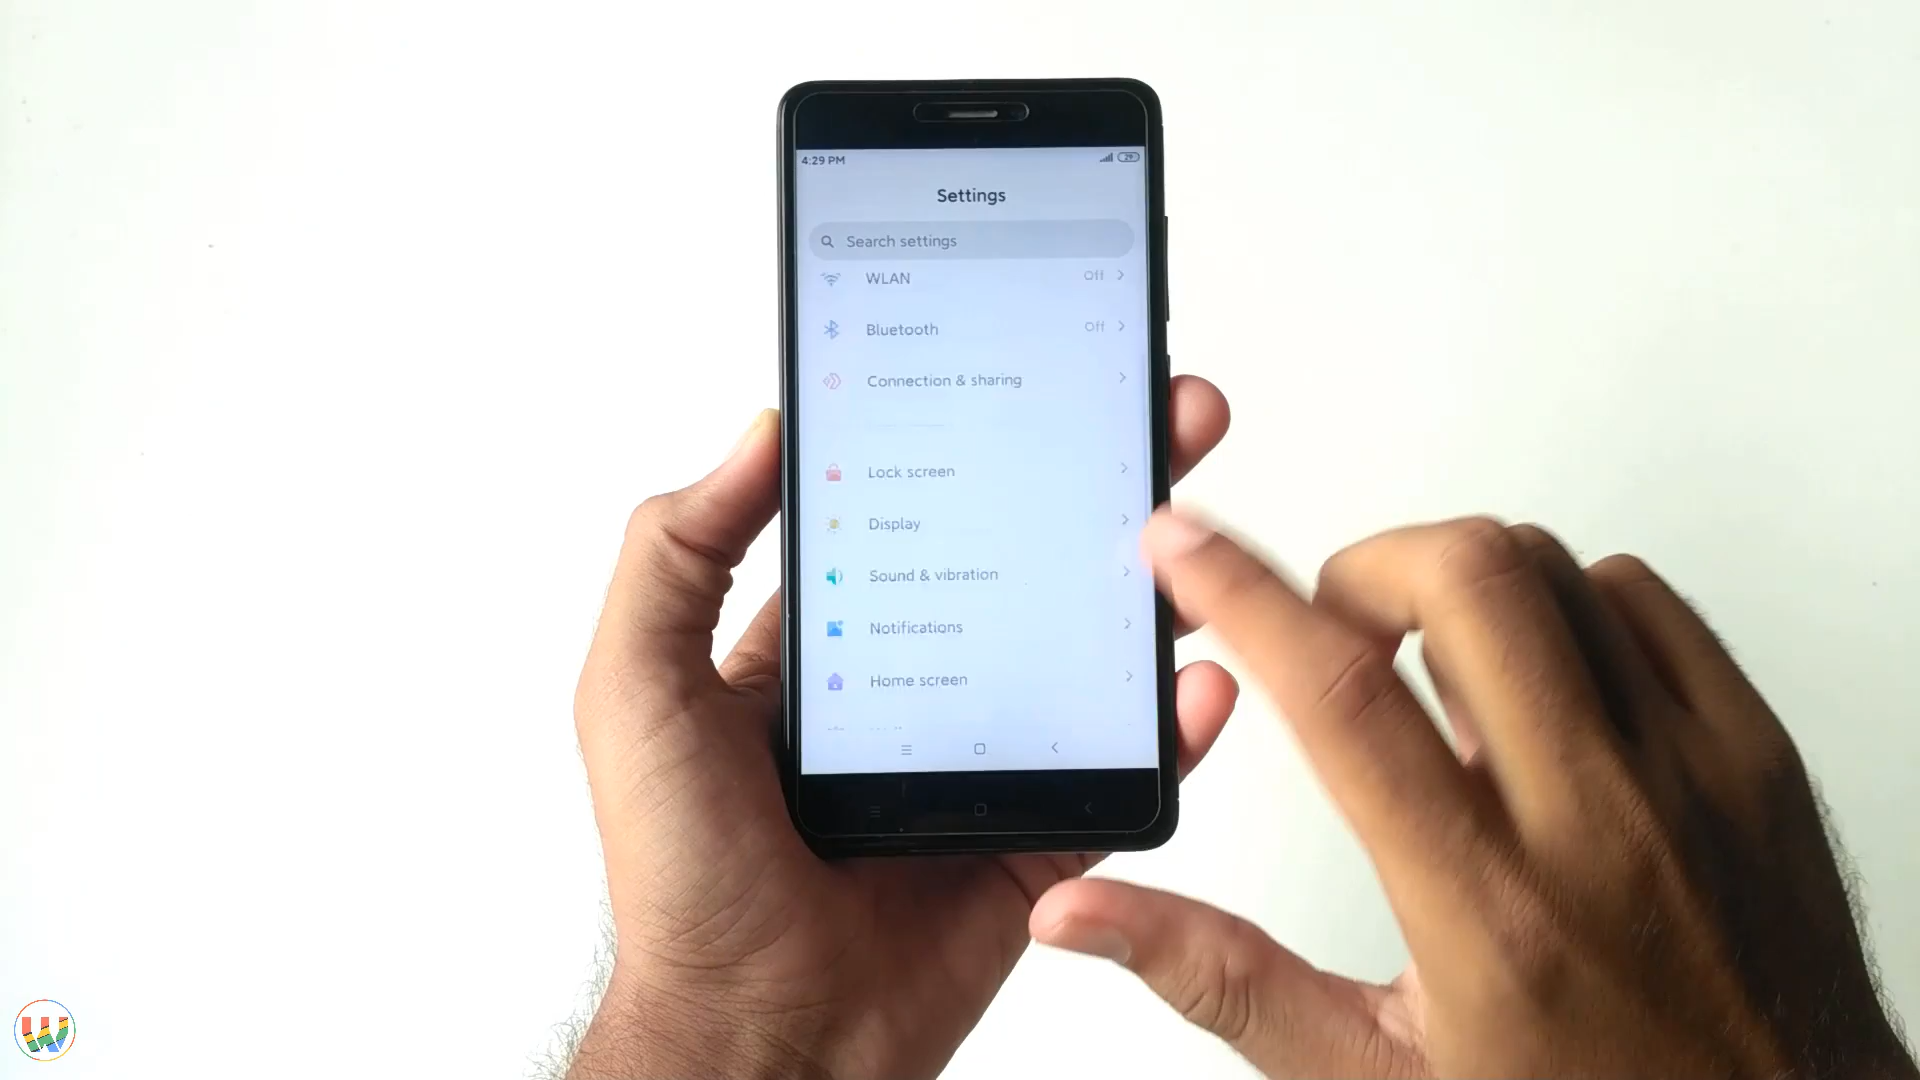 4:29 PM 29
Settings
Search settings
WLAN Off
Bluetooth Off
Connection & sharing
Lock screen
Display
Sound & vibration
Notifications
Home screen
W